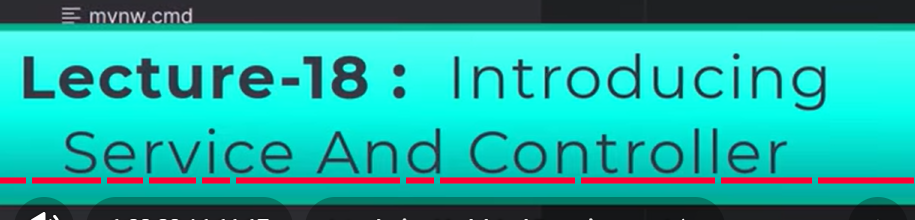 mvnw.cmd
Lecture-18 : Introducing
Service And Controller